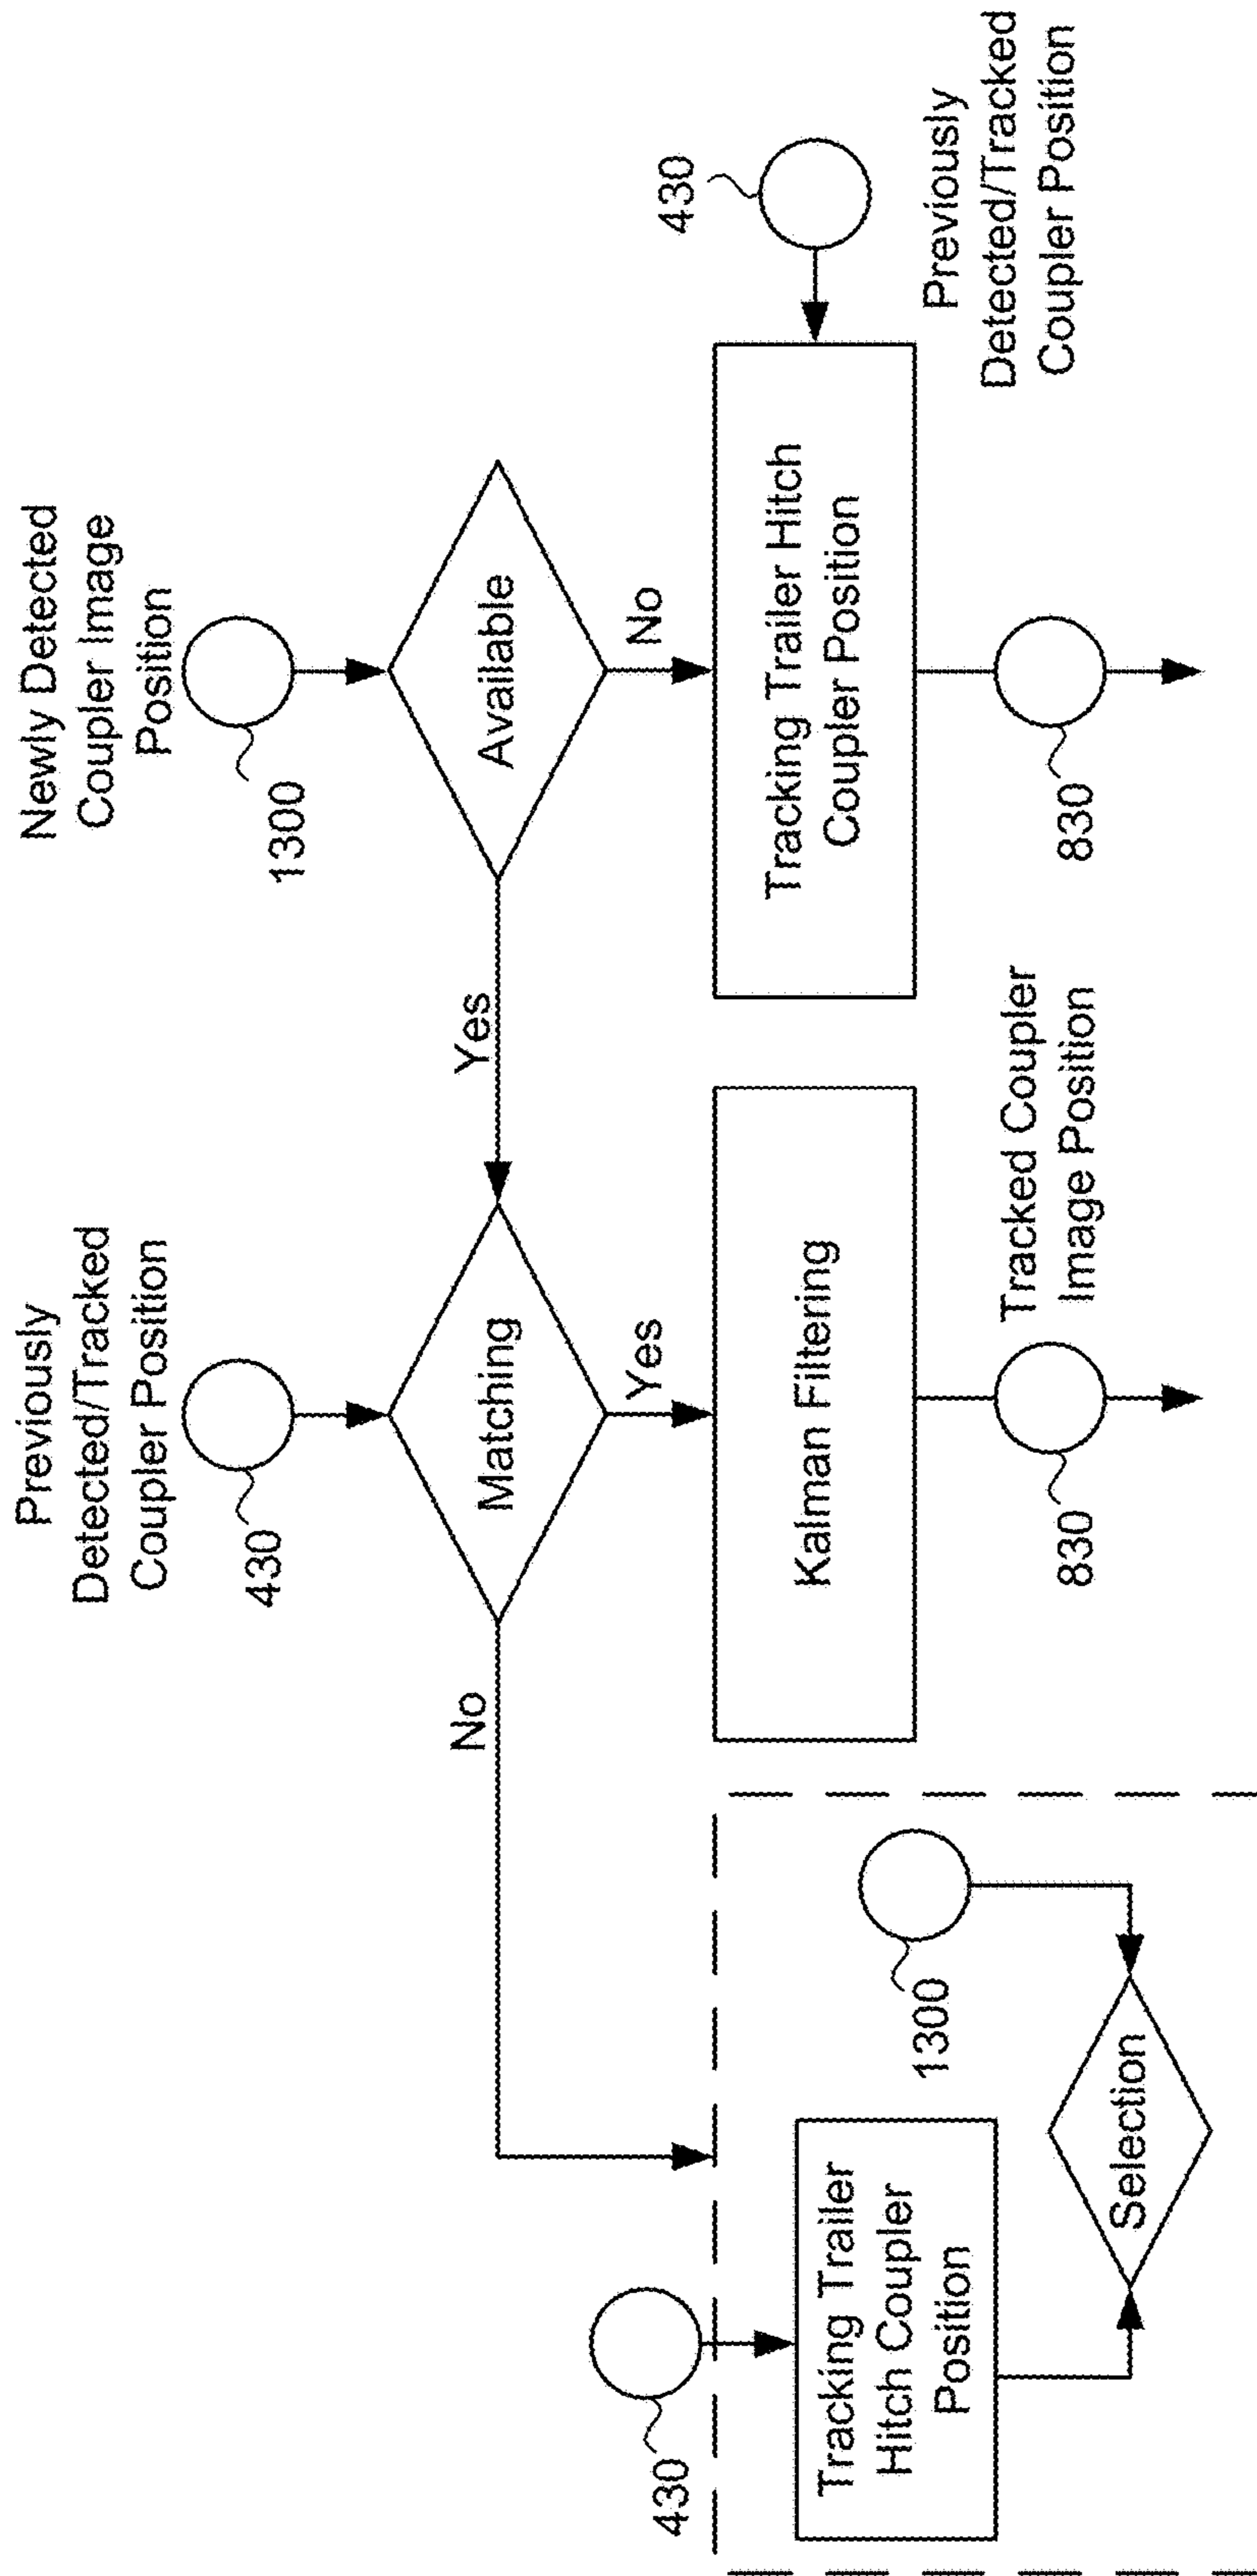 Previously
Detected/Tracked
Coupler Position
430
Newly Detected
Coupler Image
Position
1300
No
Matching
Yes
Available
Yes
No
430
430
Tracking Trailer
Hitch Coupler
Position
1300
Selection
Kalman Filtering
Tracking Trailer Hitch
Coupler Position
Previously
Detected/Tracked
Coupler Position
830
Tracked Coupler
Image Position
830